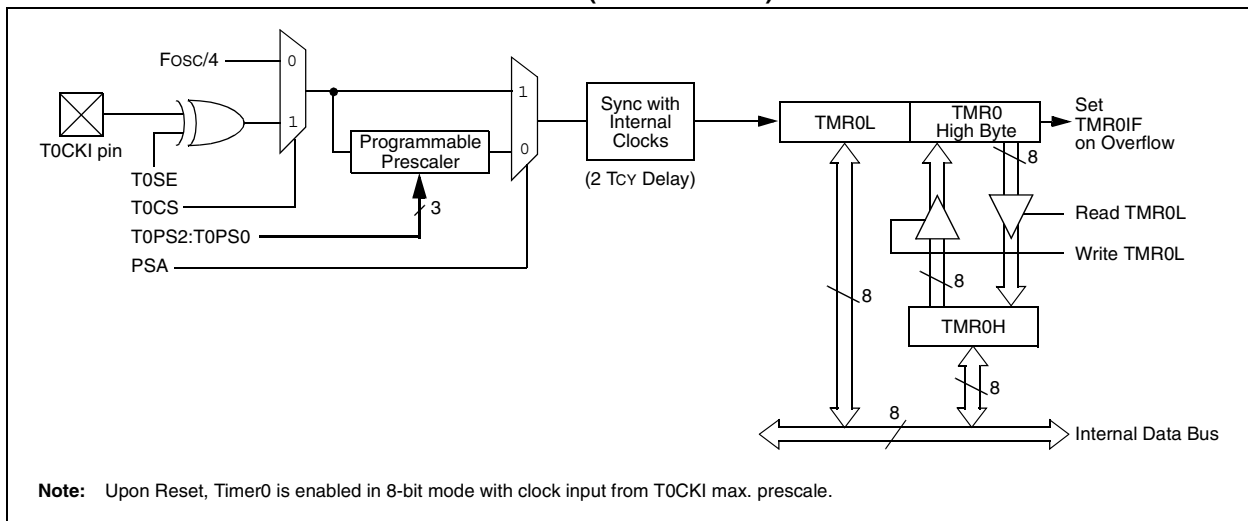 FOSC/4
0
1
T0CKI pin
T0SE
T0CS
T0PS2:T0PS0
PSA
Programmable
Prescaler
3
1
0
Sync with
Internal
Clocks
(2 TCY Delay)
TMR0L
TMR0
High Byte
Set
TMR0IF
on Overflow
8
Read TMR0L
Write TMR0L
8
8
TMR0H
8
8
Internal Data Bus
Note: Upon Reset, Timer0 is enabled in 8-bit mode with clock input from T0CKI max. prescale.